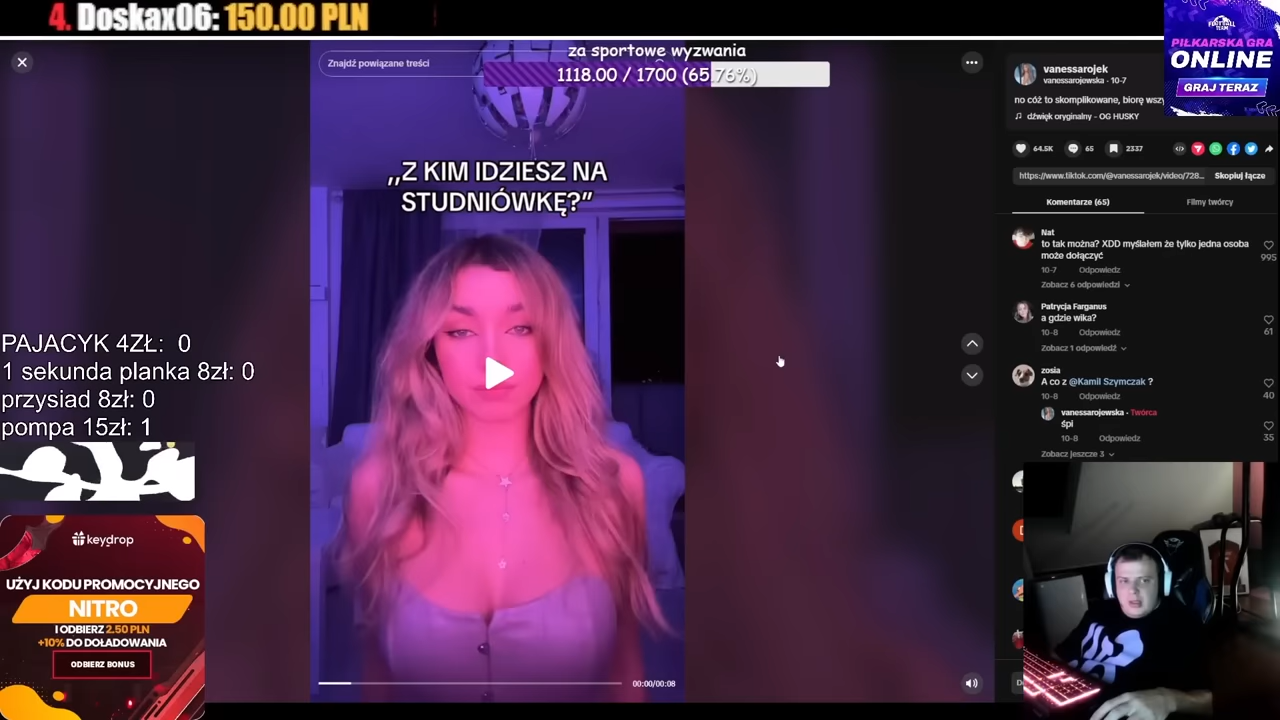 4. Doskax06: 150.00 PLN
FOOTBALL TEAM
PIŁKARSKA GRA
ONLINE
GRAJ TERAZ
za sportowe wyzwania
1118.00 / 1700 (65.76%)
Znajdź powiązane treści
„Z KIM IDZIESZ NA
STUDNIÓWKĘ?”
00:00/00:08
PAJACYK 4ZŁ: 0
1 sekunda planka 8zł: 0
przysiad 8zł: 0
pompa 15zł: 1
keydrop
UŻYJ KODU PROMOCYJNEGO
NITRO
I ODBIERZ 2.50 PLN
+10% DO DOŁADOWANIA
ODBIERZ BONUS
vanessarojek
vanessarojewska · 10-7
no cóż to skomplikowane, biorę
dźwięk oryginalny - OG HUSKY
64.5K 65 2337
https://www.tiktok.com/@vanessarojek/video/728... Skopiuj łącze
Komentarze (65) Filmy twórcy
Nat
to tak można? XDD myślałem że tylko jedna osoba
może dołączyć
995
10-7 Odpowiedz
Zobacz 6 odpowiedzi
Patrycja Farganus
a gdzie wika?
61
10-8 Odpowiedz
Zobacz 1 odpowiedź
zosia
A co z @Kamil Szymczak ?
40
10-8 Odpowiedz
vanessarojewska · Twórca
śpi
35
10-8 Odpowiedz
Zobacz jeszcze 3